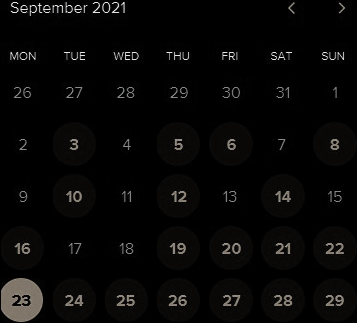 September 2021
MON TUE WED THU FRI SAT SUN
26 27 28 29 30 31 1
2 3 4 5 6 7 8
9 10 11 12 13 14 15
16 17 18 19 20 21 22
23 24 25 26 27 28 29